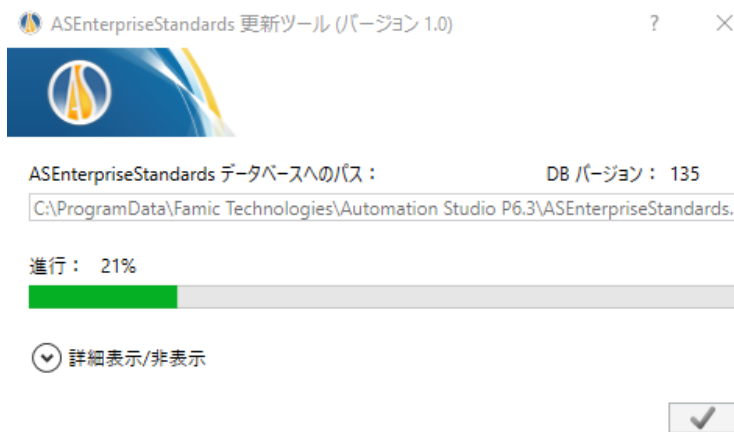 ASEnterpriseStandards 更新ツール (バージョン 1.0) ?
ASEnterpriseStandards データベースへのパス： DB バージョン： 135
C:\ProgramData\Famic Technologies\Automation Studio P6.3\ASEnterpriseStandards.
進行： 21%
詳細表示/非表示